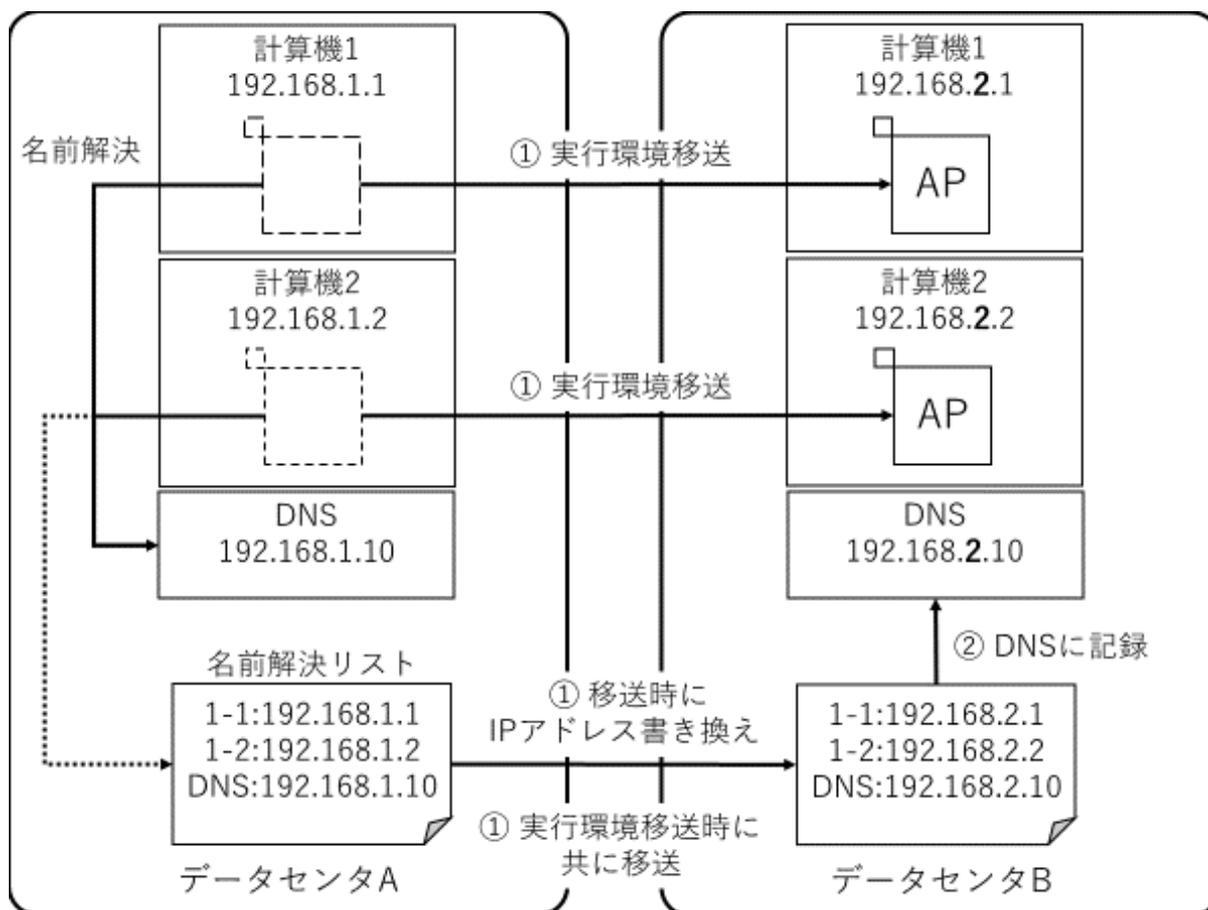 計算機1
192.168.1.1
名前解決
計算機2
192.168.1.2
DNS
192.168.1.10
名前解決リスト
1-1:192.168.1.1
1-2:192.168.1.2
DNS:192.168.1.10
データセンタA
① 実行環境移送
① 実行環境移送
① 移送時に
IPアドレス書き換え
① 実行環境移送時に
共に移送
計算機1
192.168.2.1
AP
計算機2
192.168.2.2
AP
DNS
192.168.2.10
② DNSに記録
1-1:192.168.2.1
1-2:192.168.2.2
DNS:192.168.2.10
データセンタB